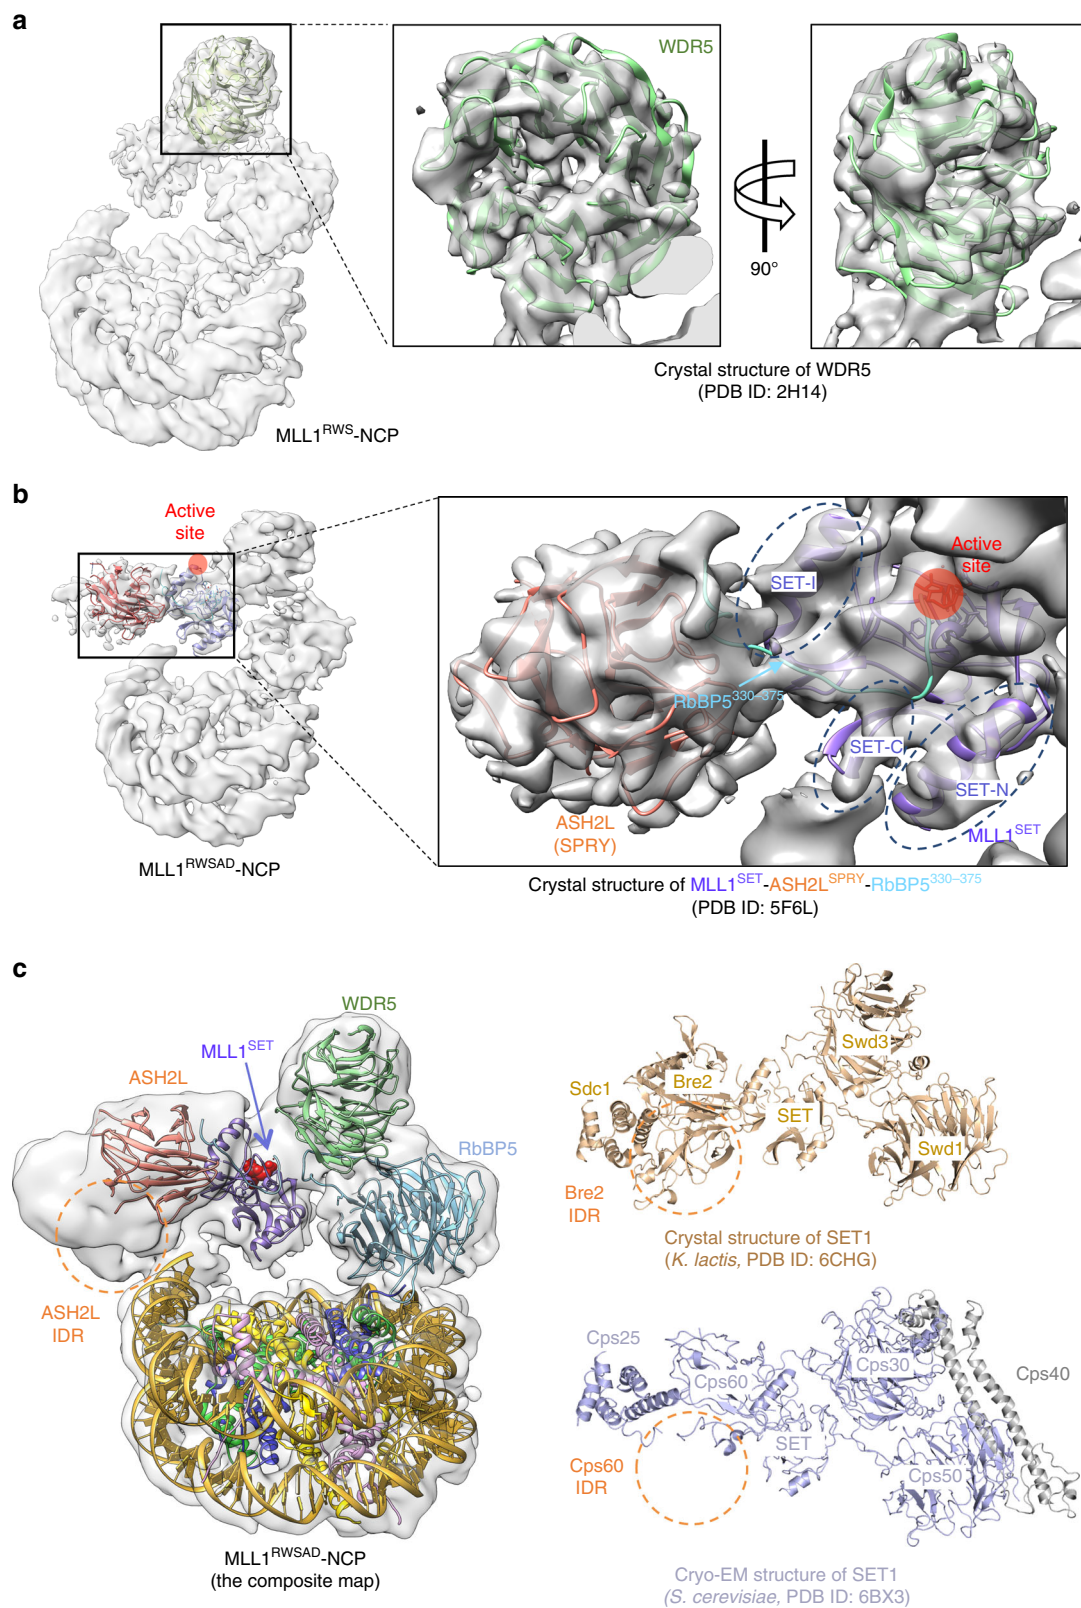 a
WDR5
90°
Crystal structure of WDR5
(PDB ID: 2H14)
MLL1RWS-NCP
b
Active
site
Active
site
SET-I
RbBP5330–375
SET-C
SET-N
ASH2L
(SPRY)
MLL1SET
MLL1RWSAD-NCP
Crystal structure of MLL1SET-ASH2LSPRY-RbBP5330–375
(PDB ID: 5F6L)
c
WDR5
MLL1SET
ASH2L
RbBP5
ASH2L
IDR
MLL1RWSAD-NCP
(the composite map)
Swd3
Sdc1
Bre2
SET
Swd1
Bre2
IDR
Crystal structure of SET1
(K. lactis, PDB ID: 6CHG)
Cps25
Cps60
Cps30
Cps40
SET
Cps60
IDR
Cps50
Cryo-EM structure of SET1
(S. cerevisiae, PDB ID: 6BX3)